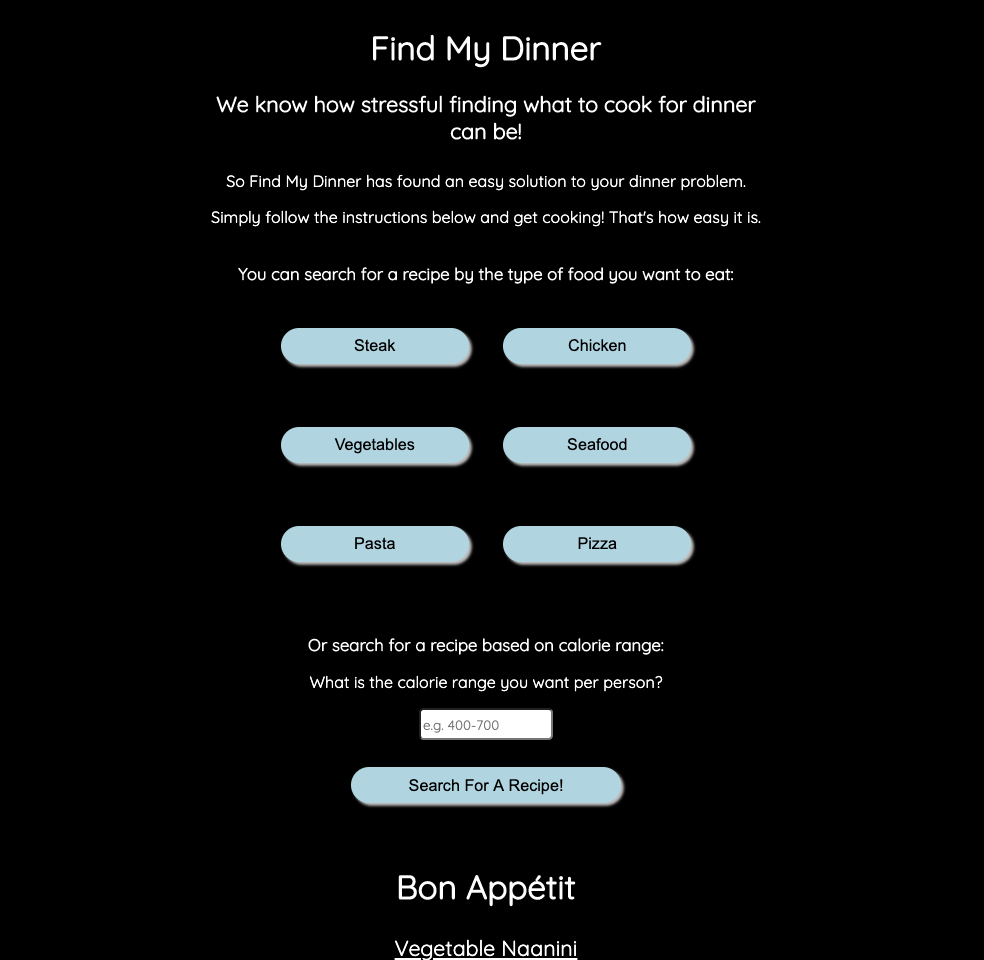 Find My Dinner
We know how stressful finding what to cook for dinner
can be!
So Find My Dinner has found an easy solution to your dinner problem.
Simply follow the instructions below and get cooking! That's how easy it is.
You can search for a recipe by the type of food you want to eat:
Steak
Chicken
Vegetables
Seafood
Pasta
Pizza
Or search for a recipe based on calorie range:
What is the calorie range you want per person?
e.g. 400-700
Search For A Recipe!
Bon Appétit
Vegetable Naanini